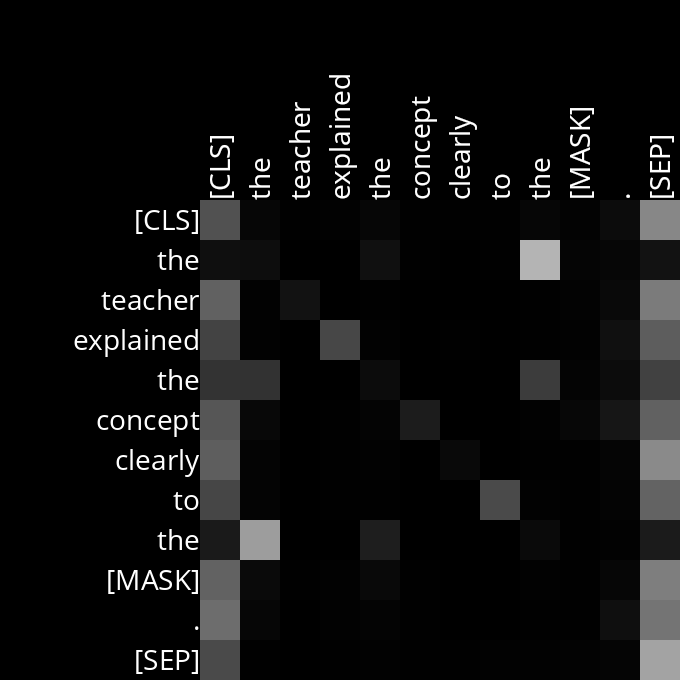 [CLS] the teacher explained the concept clearly to the [MASK] . [SEP]
[CLS]
the
teacher
explained
the
concept
clearly
to
the
[MASK]
.
[SEP]